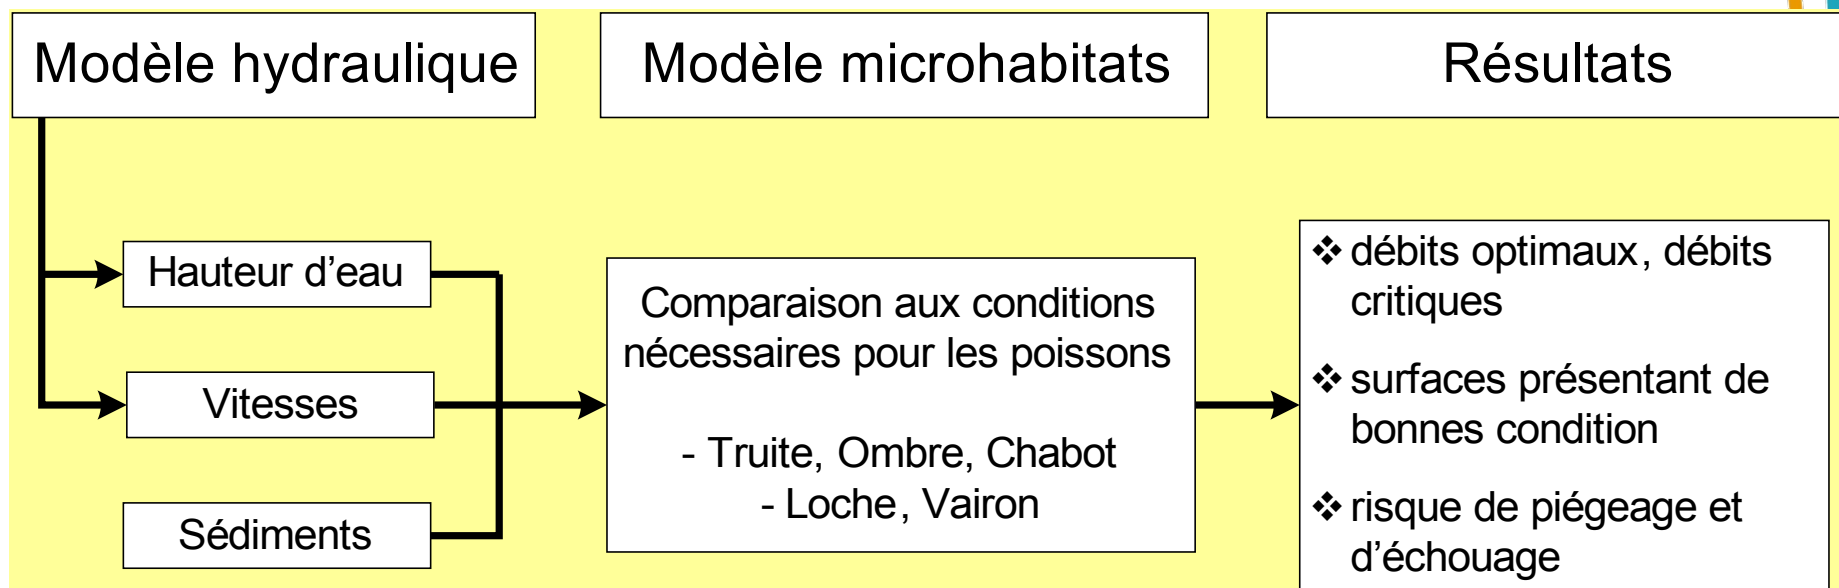 Modèle hydraulique
Modèle microhabitats
Résultats
Hauteur d'eau
Vitesses
Sédiments
Comparaison aux conditions
nécessaires pour les poissons
- Truite, Ombre, Chabot
- Loche, Vairon
❖ débits optimaux, débits
critiques
❖ surfaces présentant de
bonnes condition
❖ risque de piégeage et
d'échouage